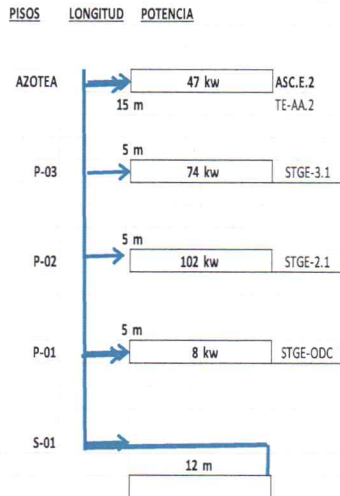 PISOS LONGITUD POTENCIA
AZOTEA 47 kw ASC.E.2
15 m TE-AA.2
5 m
P-03 74 kw STGE-3.1
5 m
P-02 102 kw STGE-2.1
5 m
P-01 8 kw STGE-ODC
S-01
12 m